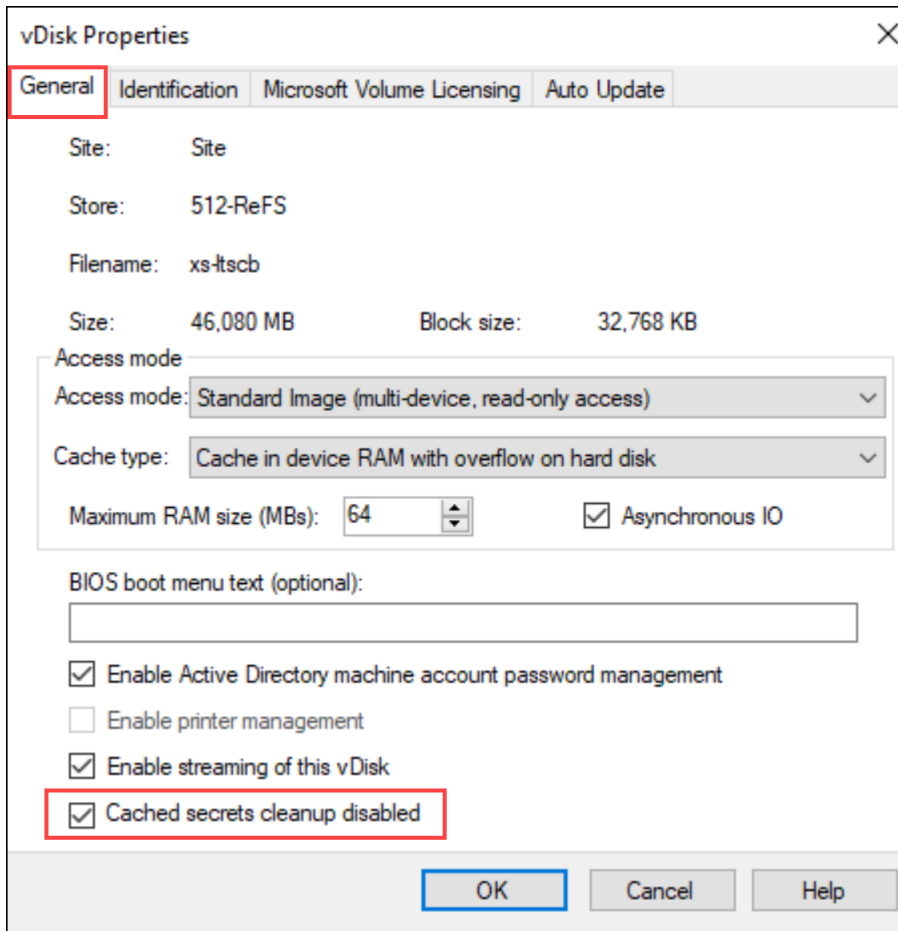 vDisk Properties
General Identification Microsoft Volume Licensing Auto Update
Site: Site
Store: 512-ReFS
Filename: xs-ltscb
Size: 46,080 MB Block size: 32,768 KB
Access mode
Access mode: Standard Image (multi-device, read-only access)
Cache type: Cache in device RAM with overflow on hard disk
Maximum RAM size (MBs): 64 Asynchronous IO
BIOS boot menu text (optional):
Enable Active Directory machine account password management
Enable printer management
Enable streaming of this vDisk
Cached secrets cleanup disabled
OK Cancel Help